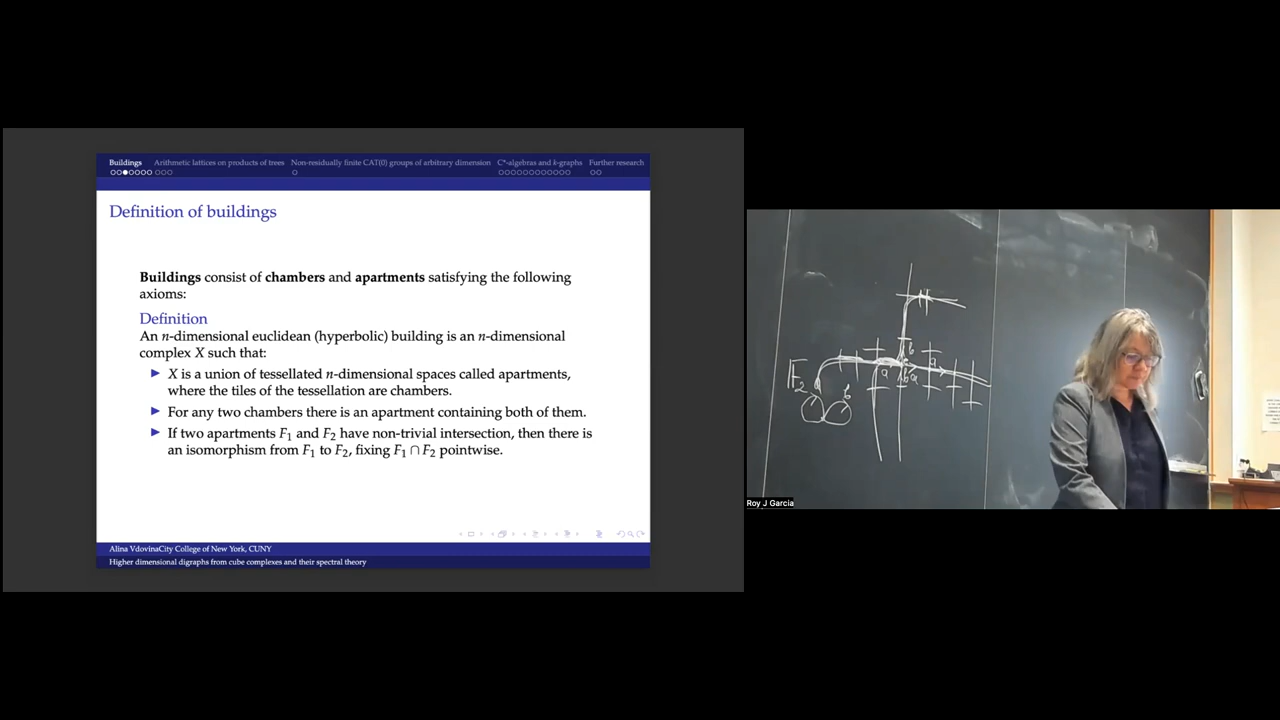 Buildings Arithmetic lattices on products of trees Non-residually finite CAT(0) groups of arbitrary dimension C*-algebras and k-graphs Further research
Definition of buildings
Buildings consist of chambers and apartments satisfying the following
axioms:
Definition
An n-dimensional euclidean (hyperbolic) building is an n-dimensional
complex X such that:
X is a union of tessellated n-dimensional spaces called apartments,
where the tiles of the tessellation are chambers.
For any two chambers there is an apartment containing both of them.
If two apartments F₁ and F₂ have non-trivial intersection, then there is
an isomorphism from F₁ to F₂, fixing F₁ ∩ F₂ pointwise.
Alina VdovinaCity College of New York, CUNY
Higher dimensional digraphs from cube complexes and their spectral theory
F₂
a
b
a
b
b
a
a
Roy J Garcia